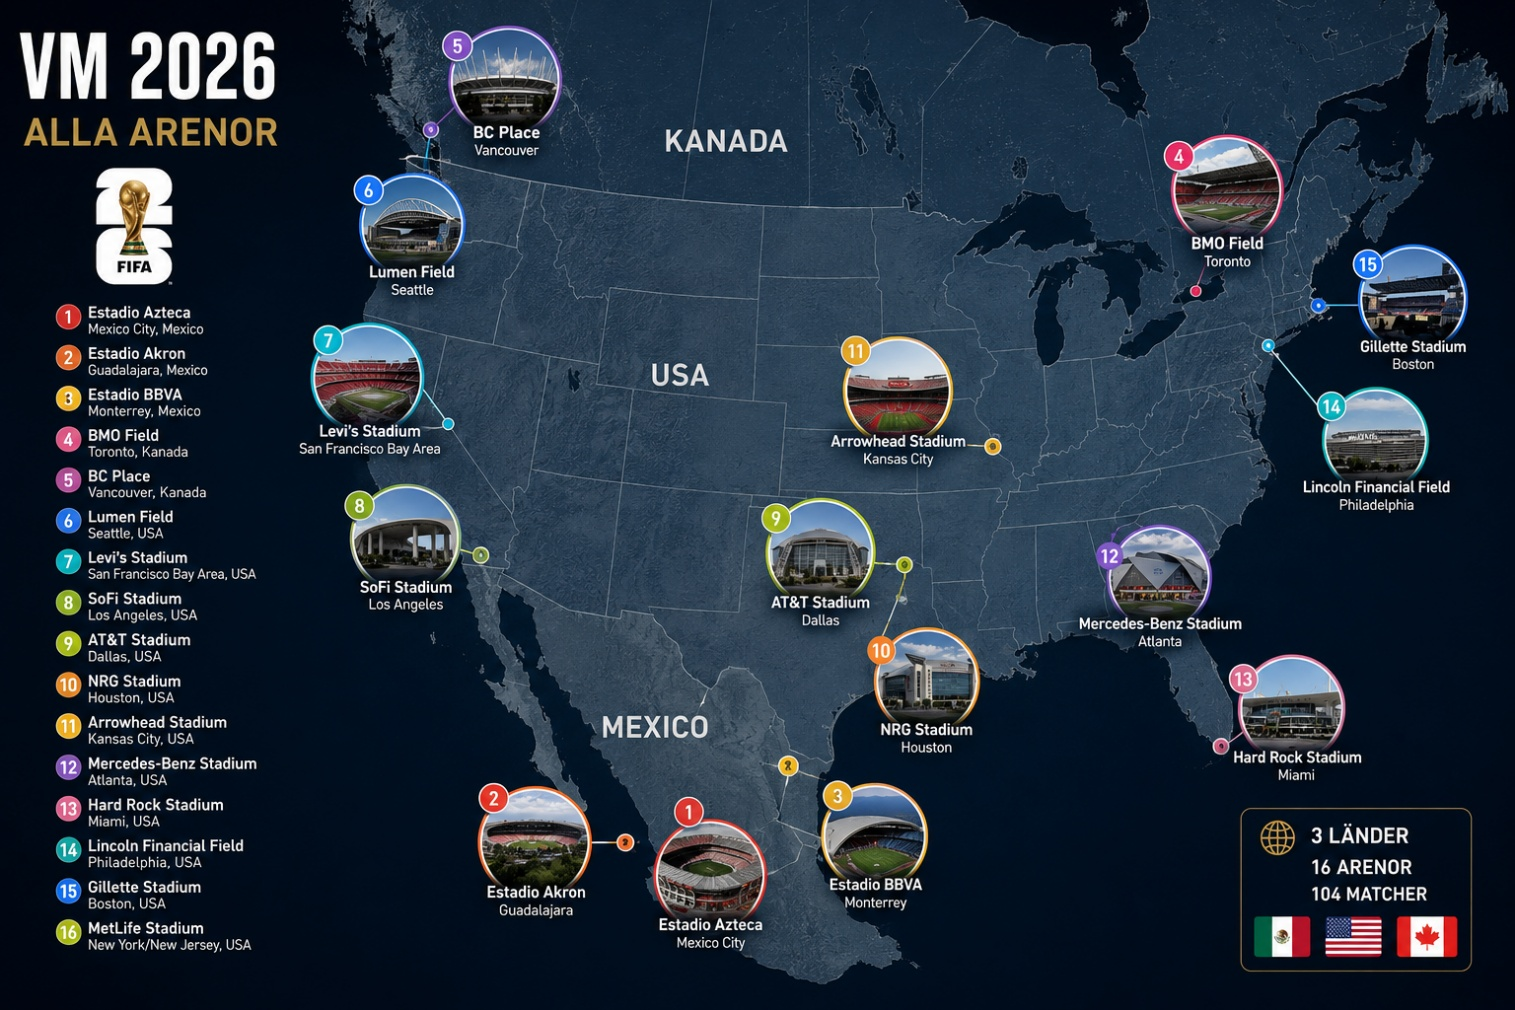 VM 2026
ALLA ARENOR
FIFA
1
Estadio Azteca
Mexico City, Mexico
2
Estadio Akron
Guadalajara, Mexico
3
Estadio BBVA
Monterrey, Mexico
4
BMO Field
Toronto, Kanada
5
BC Place
Vancouver, Kanada
6
Lumen Field
Seattle, USA
7
Levi's Stadium
San Francisco Bay Area, USA
8
SoFi Stadium
Los Angeles, USA
9
AT&T Stadium
Dallas, USA
10
NRG Stadium
Houston, USA
11
Arrowhead Stadium
Kansas City, USA
12
Mercedes-Benz Stadium
Atlanta, USA
13
Hard Rock Stadium
Miami, USA
14
Lincoln Financial Field
Philadelphia, USA
15
Gillette Stadium
Boston, USA
16
MetLife Stadium
New York/New Jersey, USA
KANADA
USA
MEXICO
5
BC Place
Vancouver
6
Lumen Field
Seattle
7
Levi's Stadium
San Francisco Bay Area
8
SoFi Stadium
Los Angeles
4
BMO Field
Toronto
15
Gillette Stadium
Boston
14
Lincoln Financial Field
Philadelphia
11
Arrowhead Stadium
Kansas City
9
AT&T Stadium
Dallas
10
NRG Stadium
Houston
12
Mercedes-Benz Stadium
Atlanta
13
Hard Rock Stadium
Miami
2
Estadio Akron
Guadalajara
1
Estadio Azteca
Mexico City
3
Estadio BBVA
Monterrey
3 LÄNDER
16 ARENOR
104 MATCHER